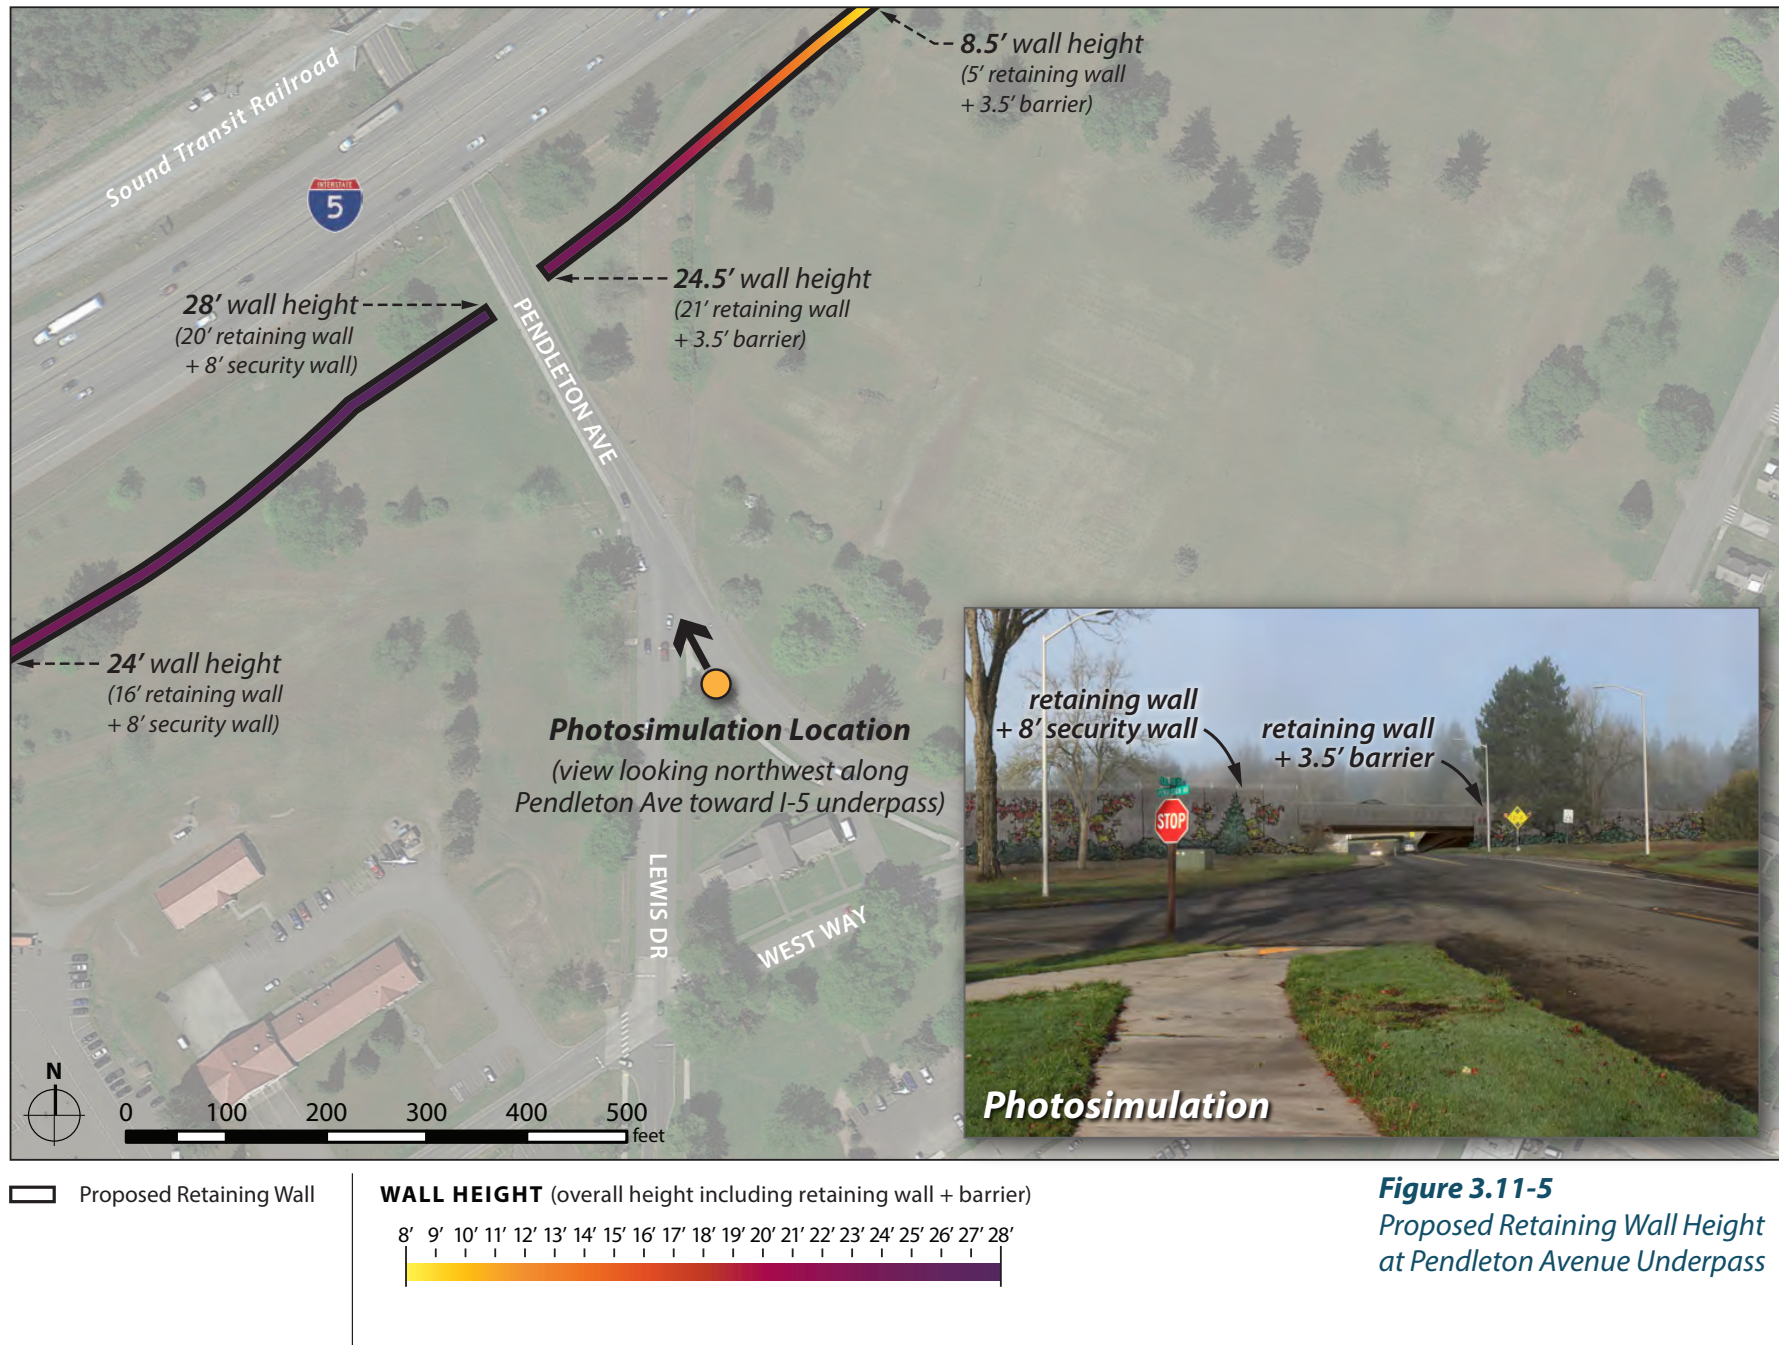 8.5’ wall height
(5’ retaining wall
+ 3.5’ barrier)
Sound Transit Railroad
INTERSTATE
5
24.5’ wall height
(21’ retaining wall
+ 3.5’ barrier)
28’ wall height
(20’ retaining wall
+ 8’ security wall)
PENDLETON AVE
24’ wall height
(16’ retaining wall
+ 8’ security wall)
Photosimulation Location
(view looking northwest along
Pendleton Ave toward I-5 underpass)
LEWIS DR
WEST WAY
retaining wall
+ 8’ security wall
retaining wall
+ 3.5’ barrier
STOP
Photosimulation
N
0 100 200 300 400 500
feet
Proposed Retaining Wall
WALL HEIGHT (overall height including retaining wall + barrier)
8’ 9’ 10’ 11’ 12’ 13’ 14’ 15’ 16’ 17’ 18’ 19’ 20’ 21’ 22’ 23’ 24’ 25’ 26’ 27’ 28’
Figure 3.11-5
Proposed Retaining Wall Height
at Pendleton Avenue Underpass